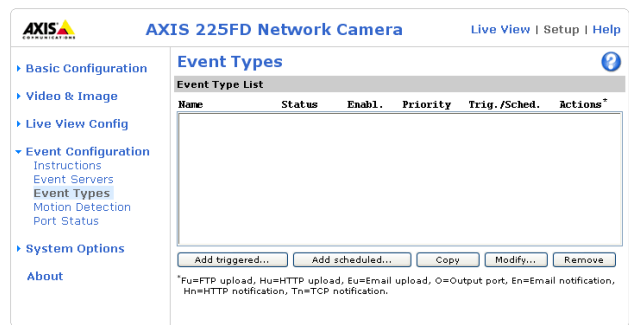 AXIS
COMMUNICATIONS
AXIS 225FD Network Camera
Live View | Setup | Help
Basic Configuration
Video & Image
Live View Config
Event Configuration
Instructions
Event Servers
Event Types
Motion Detection
Port Status
System Options
About
Event Types
?
Event Type List
Name Status Enabl. Priority Trig./Sched. Actions*
Add triggered... Add scheduled... Copy Modify... Remove
*Fu=FTP upload, Hu=HTTP upload, Eu=Email upload, O=Output port, En=Email notification,
Hn=HTTP notification, Tn=TCP notification.